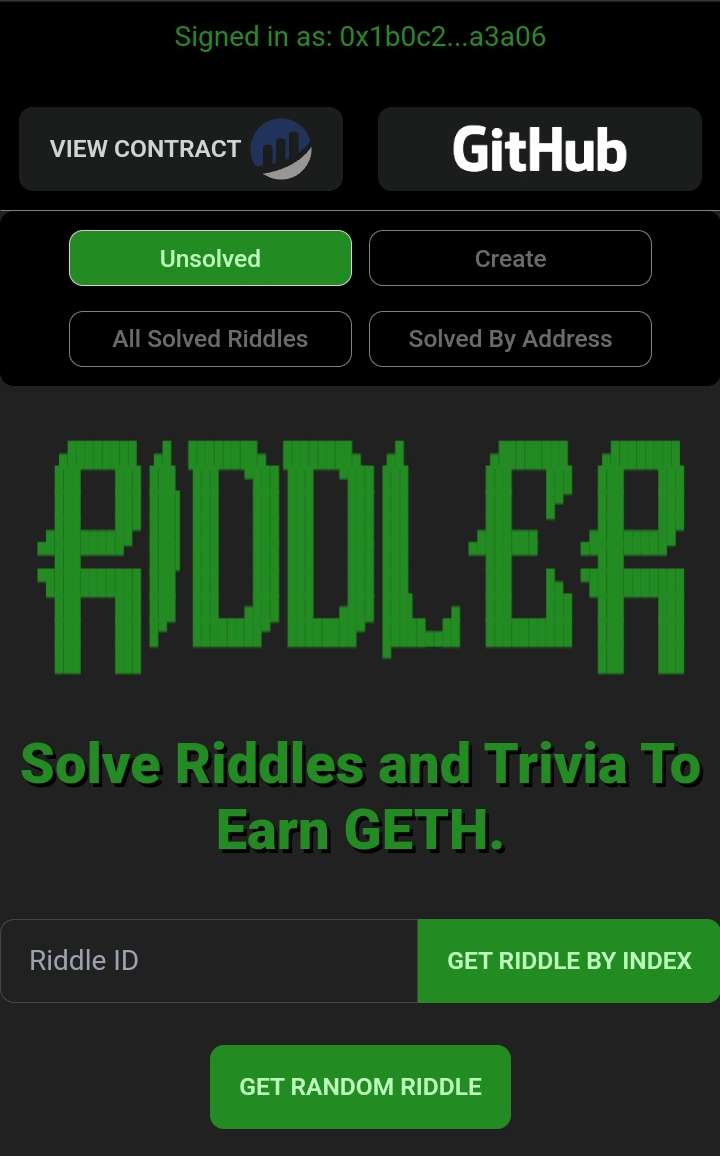 Signed in as: 0x1b0c2...a3a06
VIEW CONTRACT
GitHub
Unsolved
Create
All Solved Riddles
Solved By Address
RIDDLER
Solve Riddles and Trivia To
Earn GETH.
Riddle ID
GET RIDDLE BY INDEX
GET RANDOM RIDDLE